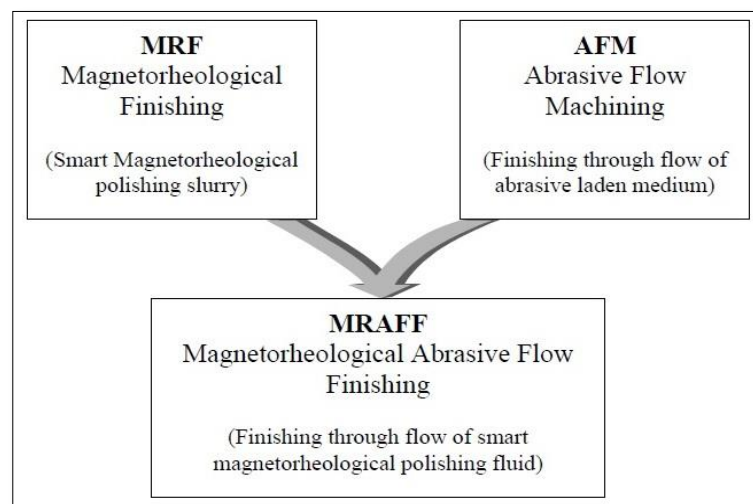 MRF
Magnetorheological
Finishing
(Smart Magnetorheological
polishing slurry)
AFM
Abrasive Flow
Machining
(Finishing through flow of
abrasive laden medium)
MRAFF
Magnetorheological Abrasive Flow
Finishing
(Finishing through flow of smart
magnetorheological polishing fluid)